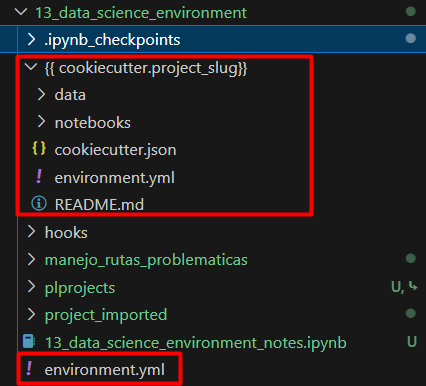 13_data_science_environment
.ipynb_checkpoints
{{ cookiecutter.project_slug}}
data
notebooks
{} cookiecutter.json
! environment.yml
README.md
hooks
manejo_rutas_problematicas
plprojects U,
project_imported
13_data_science_environment_notes.ipynb U
! environment.yml